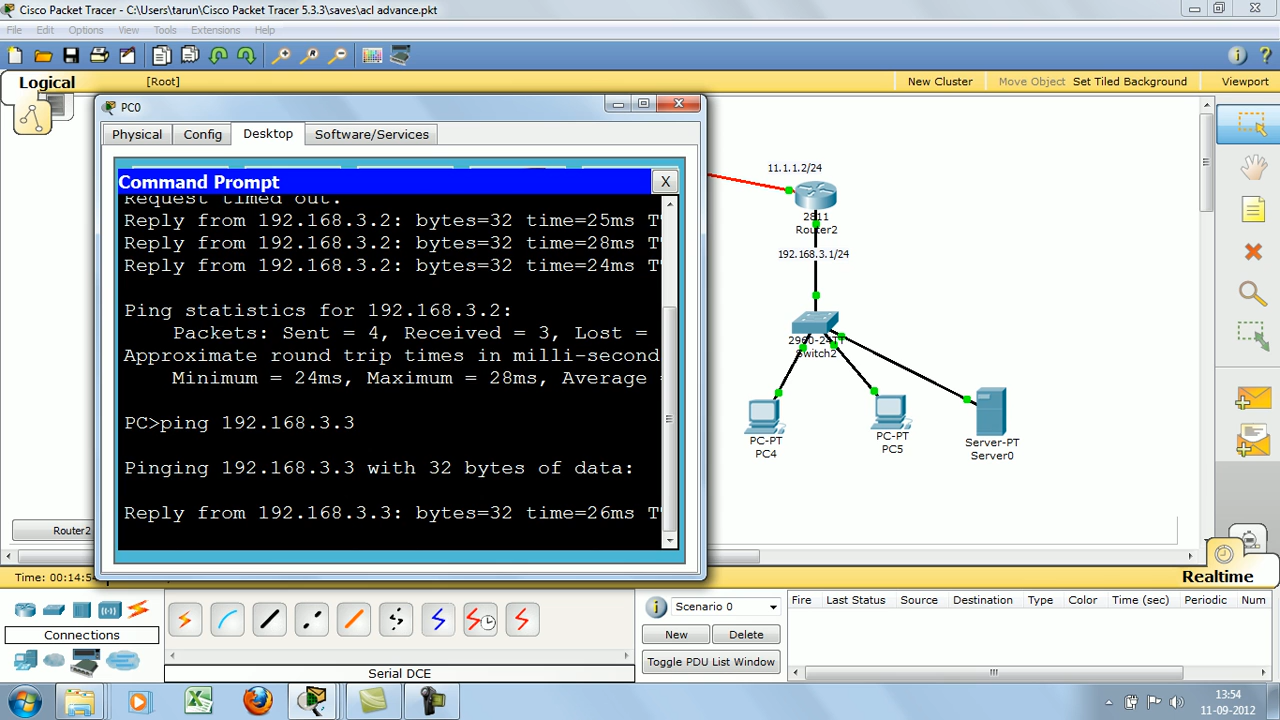 Cisco Packet Tracer - C:\Users\tarun\Cisco Packet Tracer 5.3.3\saves\acl advance.pkt
File Edit Options View Tools Extensions Help
Logical
[Root]
New Cluster
Move Object
Set Tiled Background
Viewport
PC0
Physical
Config
Desktop
Software/Services
Command Prompt
X
Request timed out.
Reply from 192.168.3.2: bytes=32 time=25ms
Reply from 192.168.3.2: bytes=32 time=28ms
Reply from 192.168.3.2: bytes=32 time=24ms
Ping statistics for 192.168.3.2:
Packets: Sent = 4, Received = 3, Lost =
Approximate round trip times in milli-second
Minimum = 24ms, Maximum = 28ms, Average
PC>ping 192.168.3.3
Pinging 192.168.3.3 with 32 bytes of data:
Reply from 192.168.3.3: bytes=32 time=26ms
11.1.1.2/24
2811
Router2
192.168.3.1/24
2960-24TT
Switch2
PC-PT
PC4
PC-PT
PC5
Server-PT
Server0
Router2
Time: 00:14:54
Realtime
Connections
Serial DCE
Scenario 0
New
Delete
Toggle PDU List Window
Fire Last Status Source Destination Type Color Time (sec) Periodic Num
13:54
11-09-2012